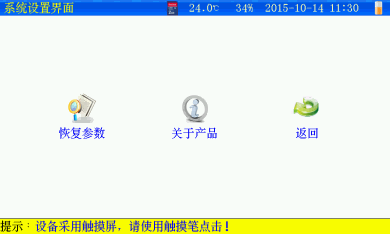 系统设置界面 24.0℃ 34% 2015-10-14 11:30
恢复参数 关于产品 返回
提示：设备采用触摸屏，请使用触摸笔点击！